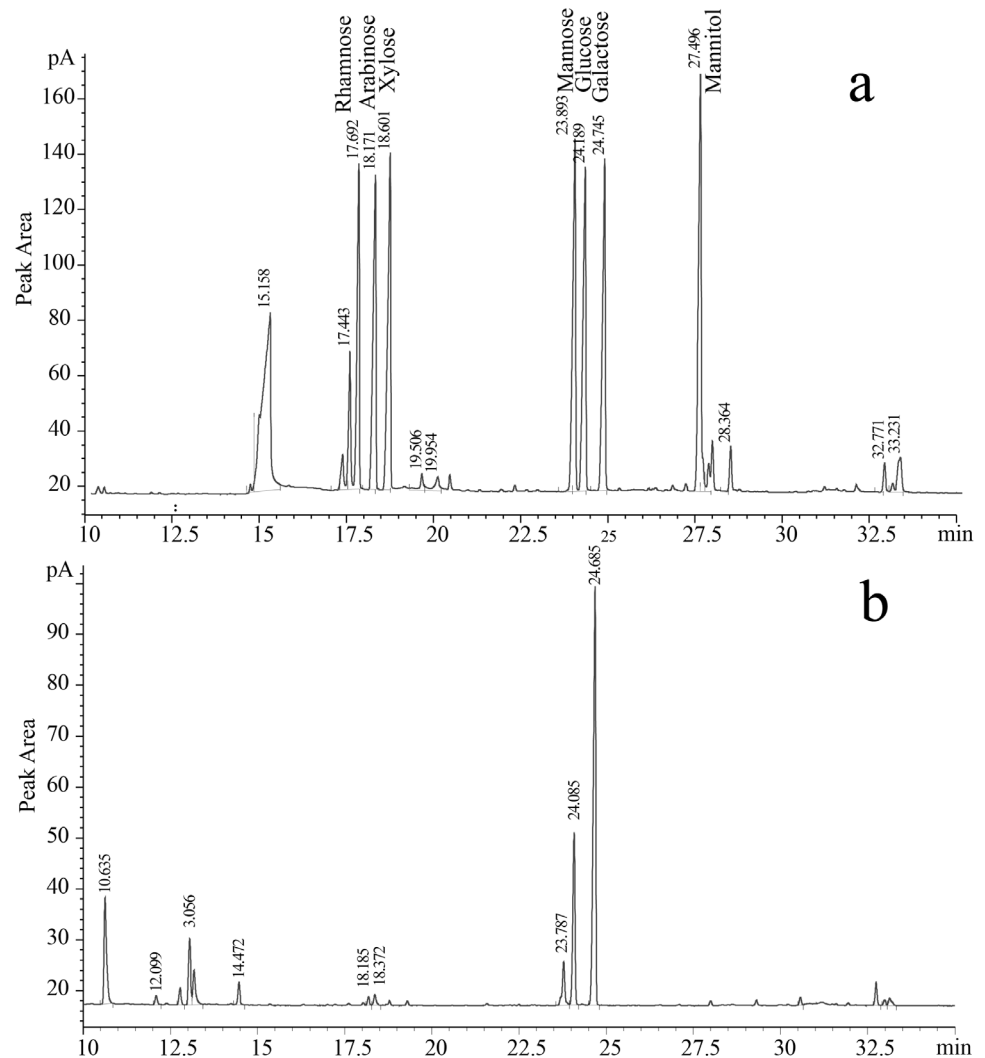 pA
a
Rhamnose
Arabinose
Xylose
Mannose
Glucose
Galactose
Mannitol
Peak Area
160
140
120
100
80
60
40
20
15.158
17.443
17.692
18.171
18.601
19.506
19.954
23.893
24.189
24.745
27.496
28.364
32.771
33.231
10 12.5 15 17.5 20 22.5 25 27.5 30 32.5 min
pA
b
Peak Area
90
80
70
60
50
40
30
20
10.635
12.099
3.056
14.472
18.185
18.372
23.787
24.085
24.685
10 12.5 15 17.5 20 22.5 25 27.5 30 32.5 min